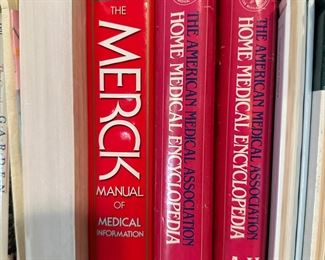 GARDEN
THE
MERCK
MANUAL
OF
MEDICAL
INFORMATION
THE AMERICAN MEDICAL ASSOCIATION
HOME MEDICAL ENCYCLOPEDIA
THE AMERICAN MEDICAL ASSOCIATION
HOME MEDICAL ENCYCLOPEDIA